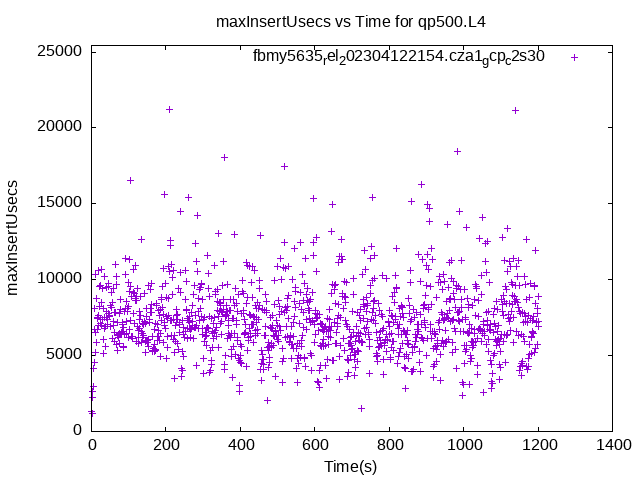 maxInsertUsecs vs Time for qp500.L4
fbmy5635rel202304122154.cza1gcpc2s30
25000
20000
15000
10000
5000
0
maxInsertUsecs
0 200 400 600 800 1000 1200 1400
Time(s)